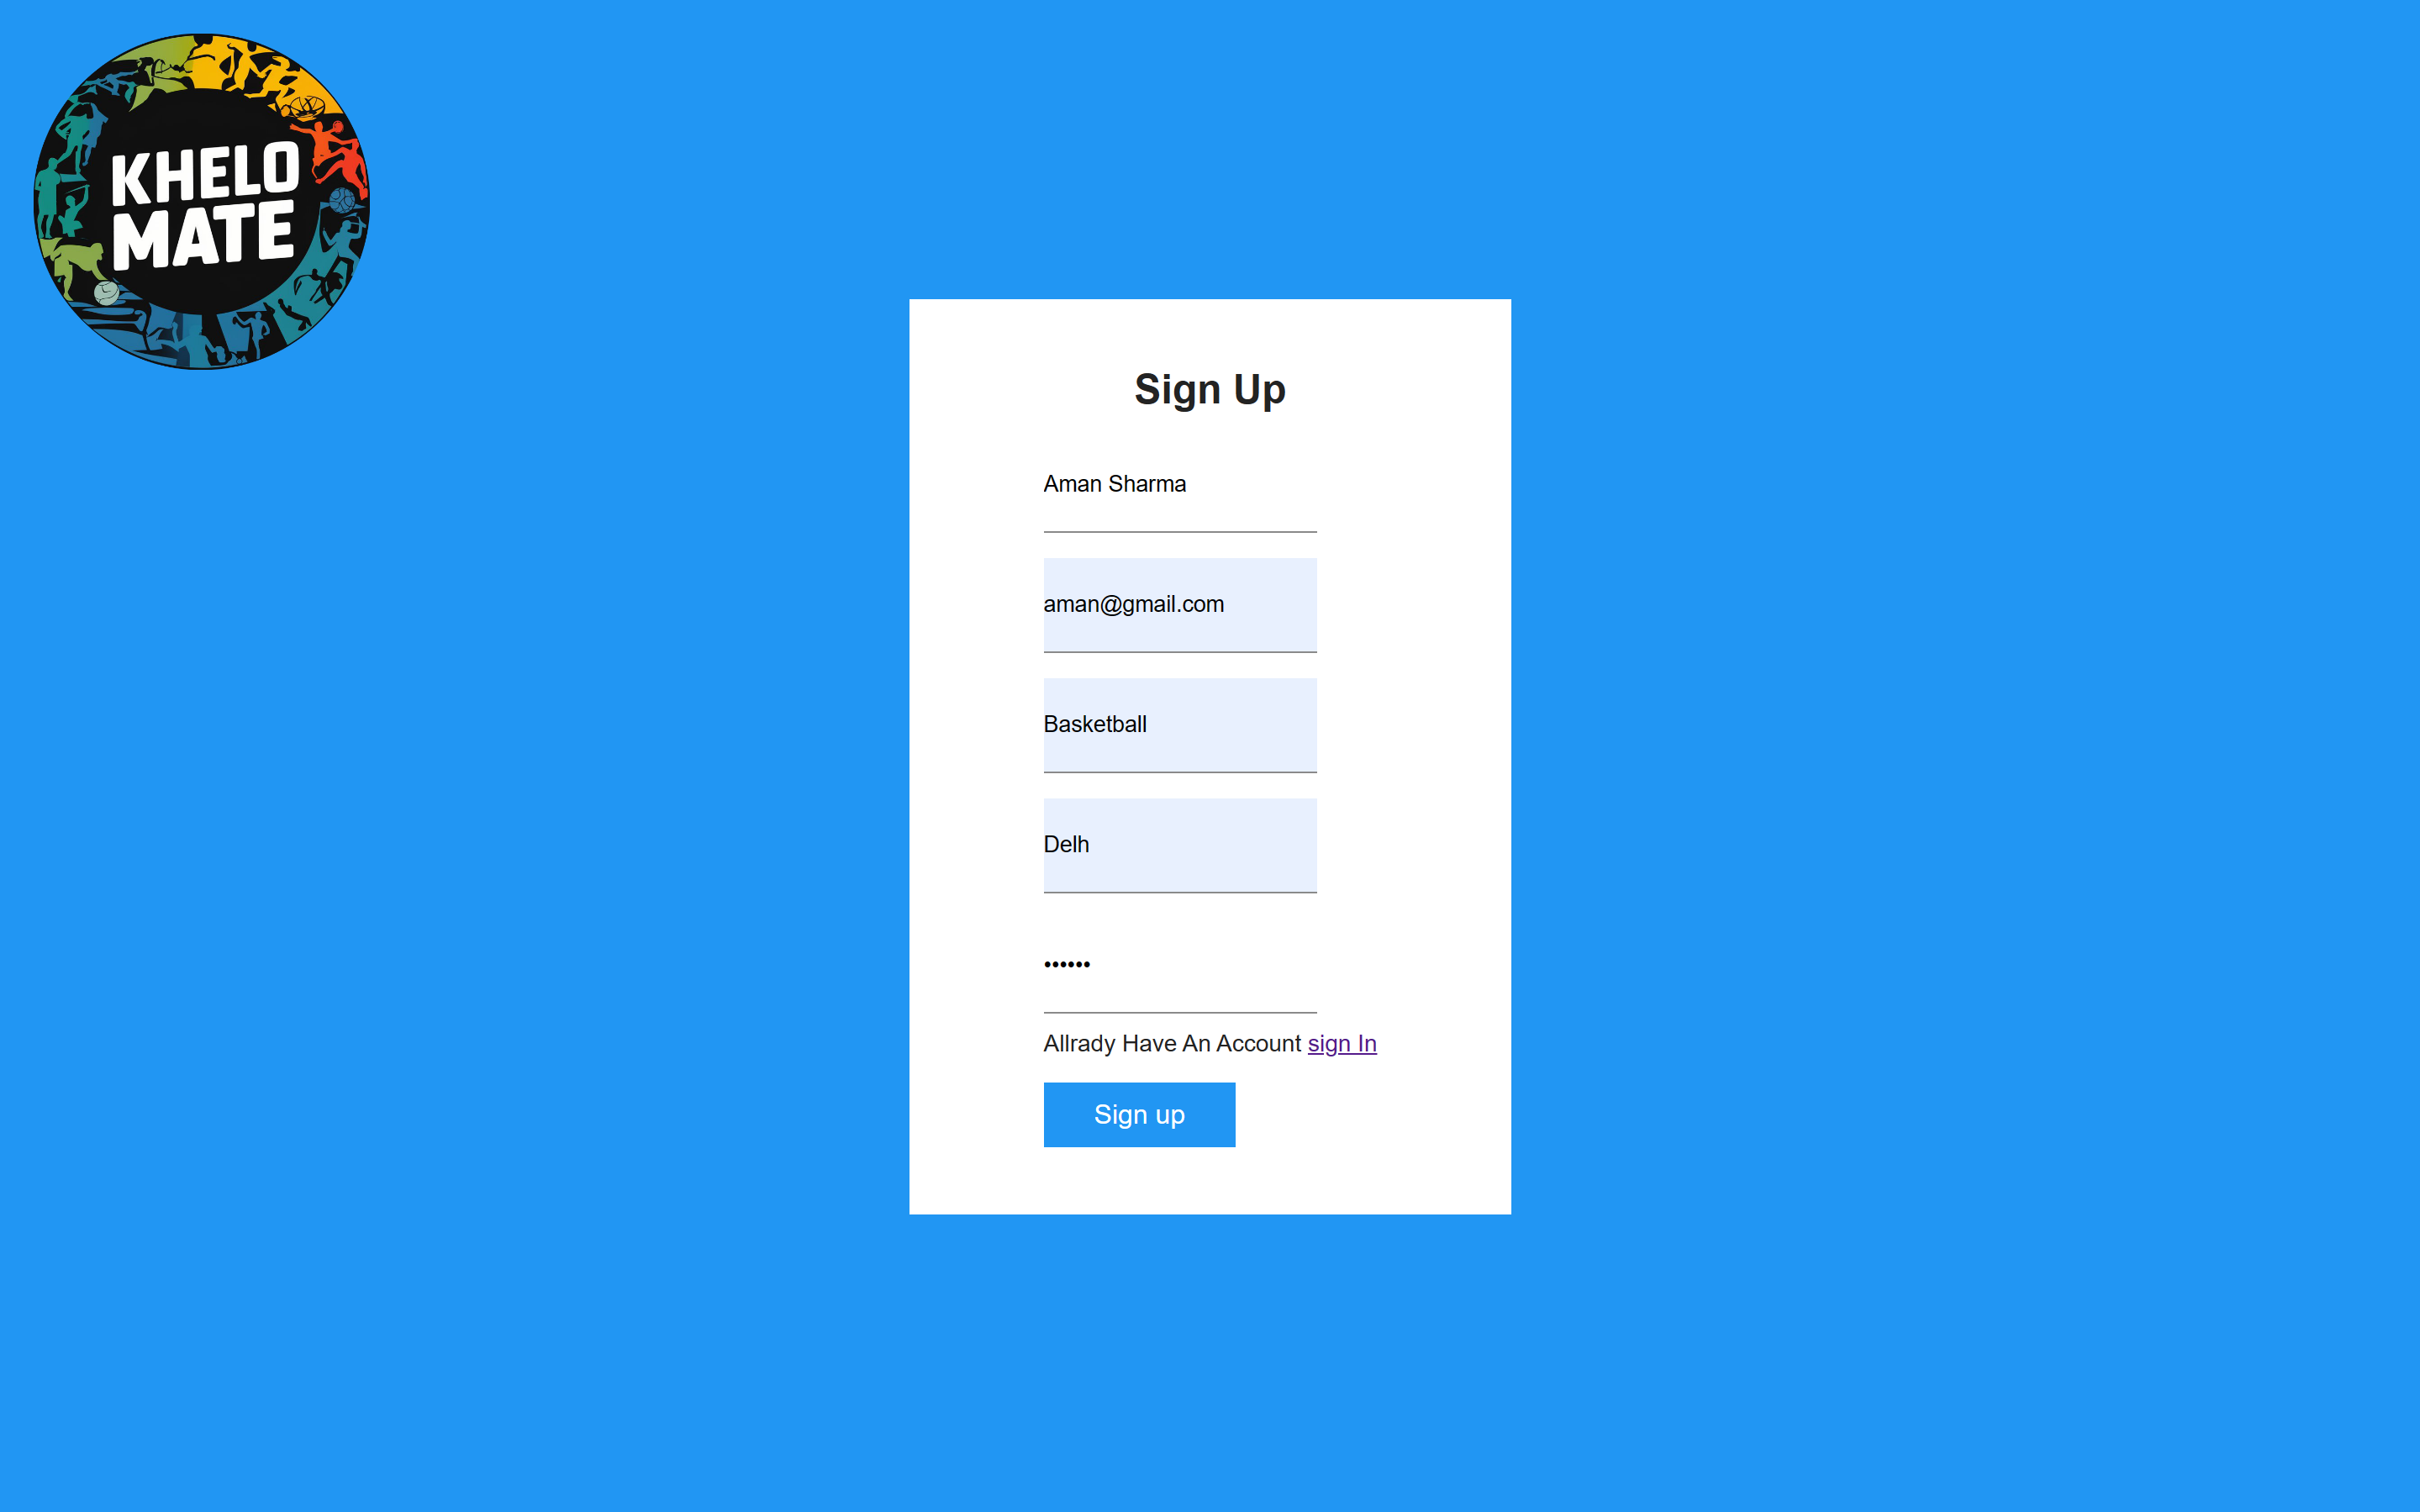 KHELO
MATE
Sign Up
Aman Sharma
aman@gmail.com
Basketball
Delh
••••••
Allrady Have An Account sign In
Sign up